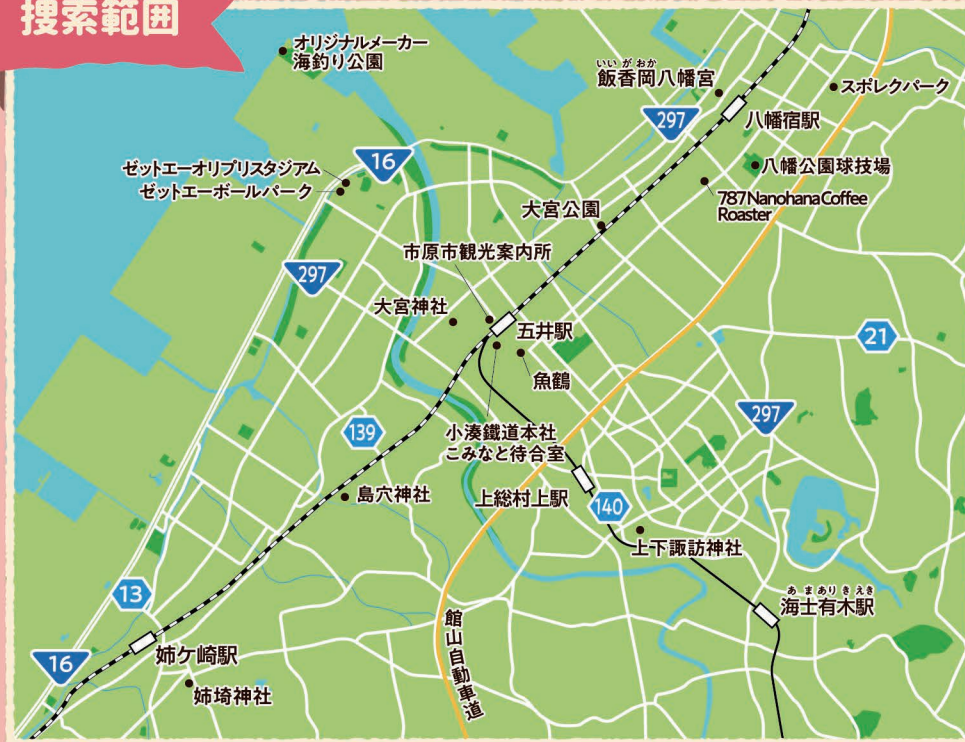 捜索範囲
オリジナルメーカー
海釣り公園
いいがおか
飯香岡八幡宮
スポレクパーク
297
八幡宿駅
16
ゼットエーオリプリスタジアム
ゼットエーボールパーク
八幡公園球技場
787 Nanohana Coffee
Roaster
大宮公園
市原市観光案内所
297
大宮神社
五井駅
21
魚鶴
297
139
小湊鐵道本社
こみなと待合室
島穴神社
上総村上駅
140
上下諏訪神社
13
あまありきえき
海士有木駅
館山自動車道
姉ケ崎駅
16
姉埼神社